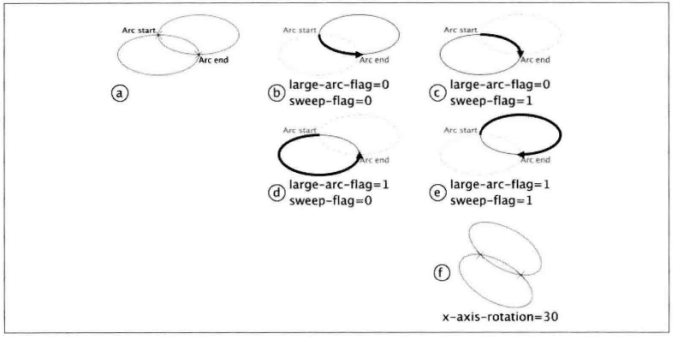 Arc start
Arc end
a
Arc start
Arc end
b
large-arc-flag=0
sweep-flag=0
Arc start
Arc end
c
large-arc-flag=0
sweep-flag=1
Arc start
Arc end
d
large-arc-flag=1
sweep-flag=0
Arc start
Arc end
e
large-arc-flag=1
sweep-flag=1
f
x-axis-rotation=30